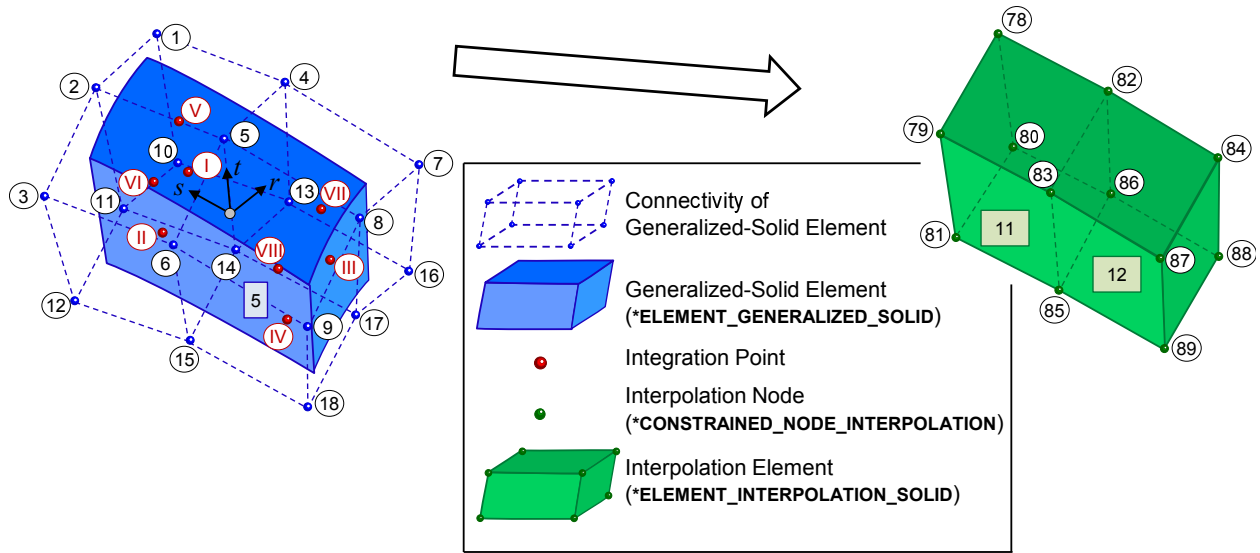 1
4
2
V
5
7
10
I
t
r
s
VI
13
VII
3
11
8
II
VIII
III
6
14
16
5
12
IV
9
17
15
18
78
82
79
80
84
83
86
81
11
87
88
12
85
89
Connectivity of
Generalized-Solid Element
Generalized-Solid Element
(*ELEMENT_GENERALIZED_SOLID)
Integration Point
Interpolation Node
(*CONSTRAINED_NODE_INTERPOLATION)
Interpolation Element
(*ELEMENT_INTERPOLATION_SOLID)